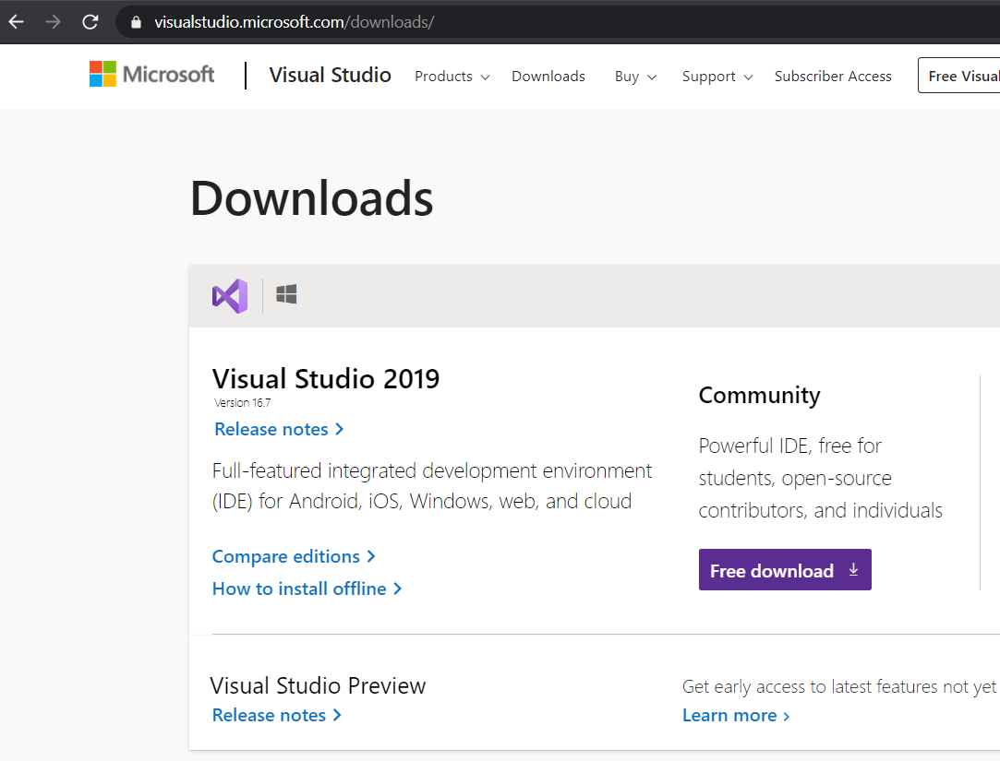 visualstudio.microsoft.com/downloads/
Microsoft
Visual Studio
Products
Downloads
Buy
Support
Subscriber Access
Free Visual
Downloads
Visual Studio 2019
Version 16.7
Release notes
Full-featured integrated development environment
(IDE) for Android, iOS, Windows, web, and cloud
Compare editions
How to install offline
Community
Powerful IDE, free for
students, open-source
contributors, and individuals
Free download
Visual Studio Preview
Release notes
Get early access to latest features not yet
Learn more